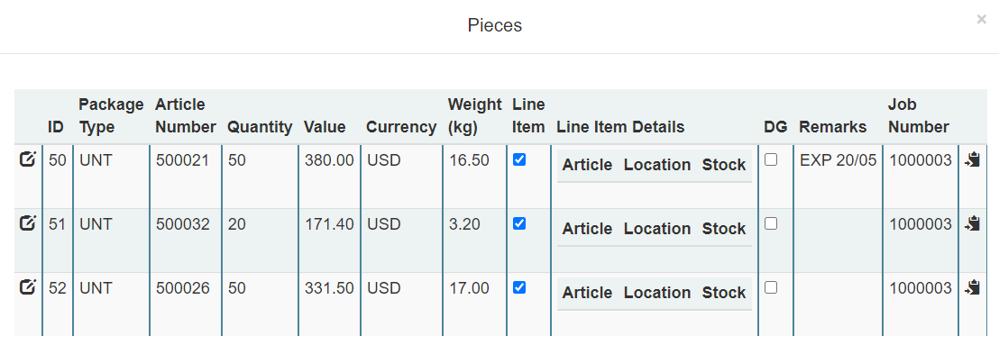 Pieces
×
ID Package Type Article Number Quantity Value Currency Weight (kg) Line Item Line Item Details DG Remarks Job Number
50 UNT 500021 50 380.00 USD 16.50 Article Location Stock EXP 20/05 1000003
51 UNT 500032 20 171.40 USD 3.20 Article Location Stock 1000003
52 UNT 500026 50 331.50 USD 17.00 Article Location Stock 1000003